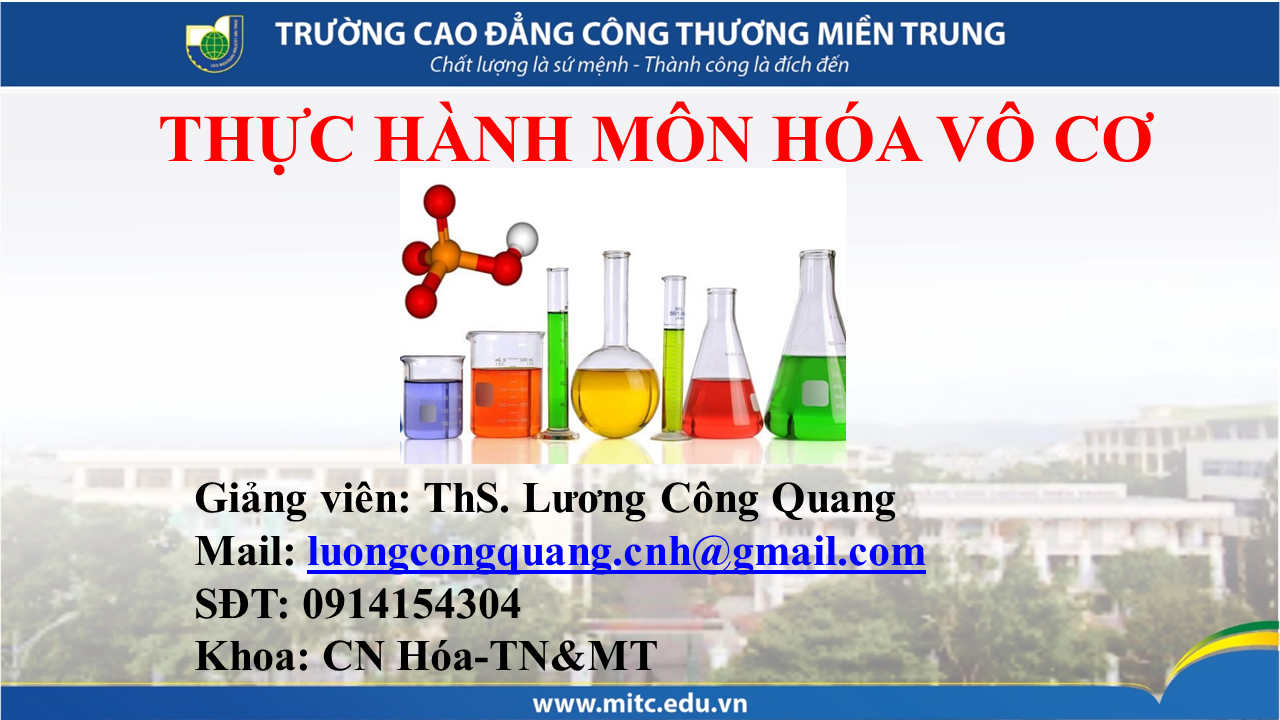 TRƯỜNG CAO ĐẲNG CÔNG THƯƠNG MIỀN TRUNG
Chất lượng là sứ mệnh - Thành công là đích đến
THỰC HÀNH MÔN HÓA VÔ CƠ
Giảng viên: ThS. Lương Công Quang
Mail: luongcongquang.cnh@gmail.com
SĐT: 0914154304
Khoa: CN Hóa-TN&MT
www.mitc.edu.vn